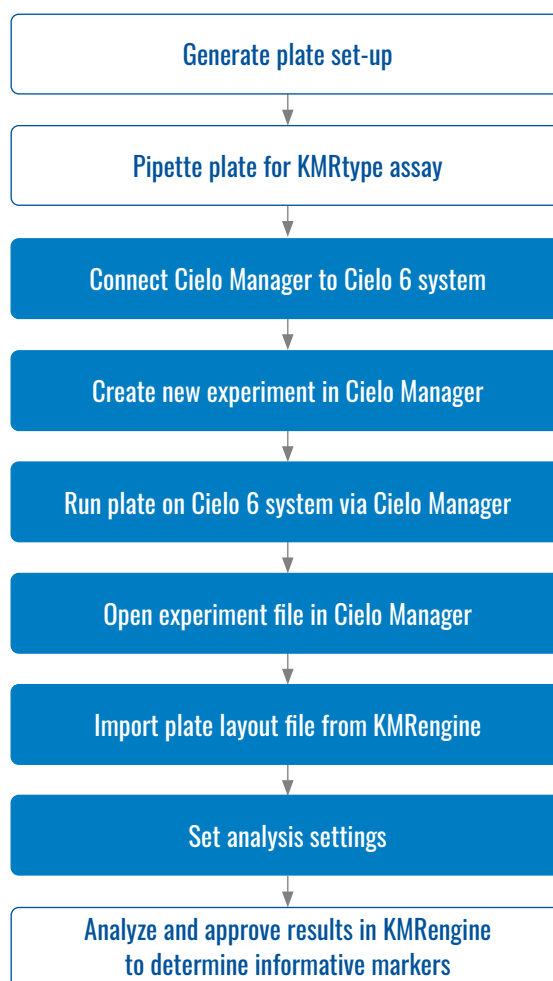 Generate plate set-up
Pipette plate for KMRtype assay
Connect Cielo Manager to Cielo 6 system
Create new experiment in Cielo Manager
Run plate on Cielo 6 system via Cielo Manager
Open experiment file in Cielo Manager
Import plate layout file from KMRengine
Set analysis settings
Analyze and approve results in KMRengine
to determine informative markers